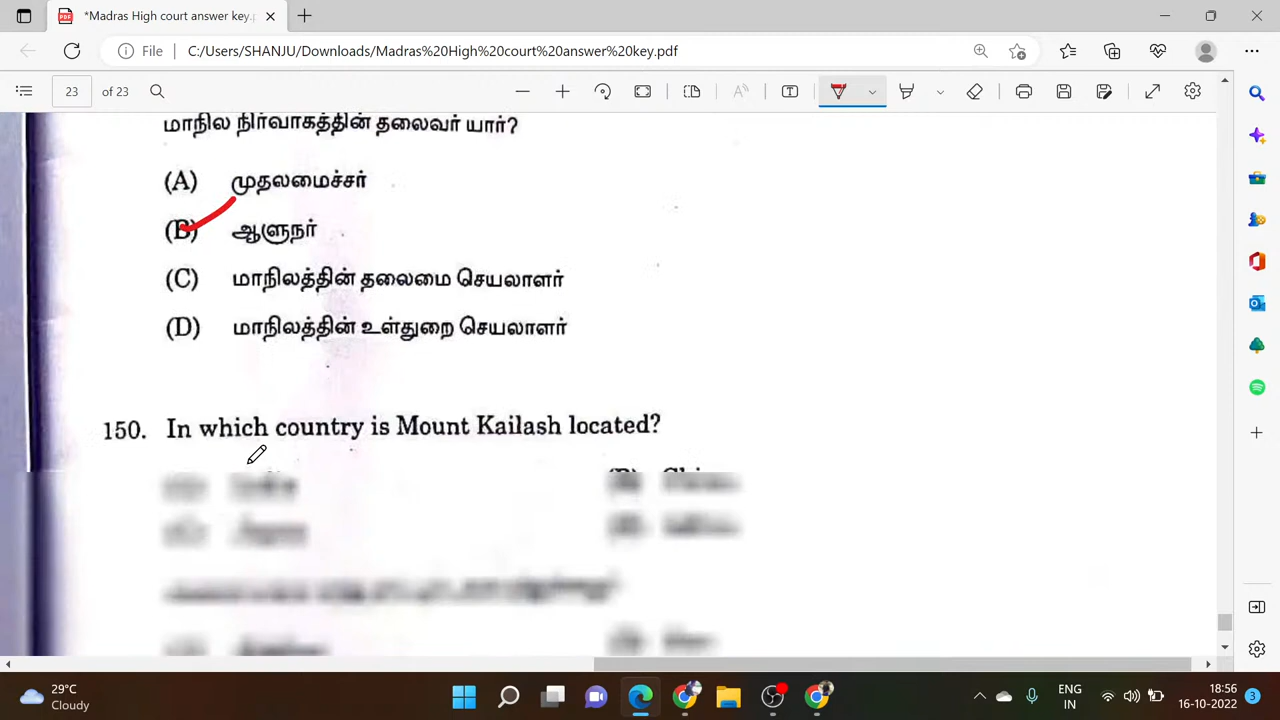 *Madras High court answer key.p
File
C:/Users/SHANJU/Downloads/Madras%20High%20court%20answer%20key.pdf
23
of 23
மாநில நிர்வாகத்தின் தலைவர் யார்?
(A) முதலமைச்சர்
(B) ஆளுநர்
(C) மாநிலத்தின் தலைமை செயலாளர்
(D) மாநிலத்தின் உள்துறை செயலாளர்
150. In which country is Mount Kailash located?
29°C
Cloudy
ENG
IN
18:56
16-10-2022
3